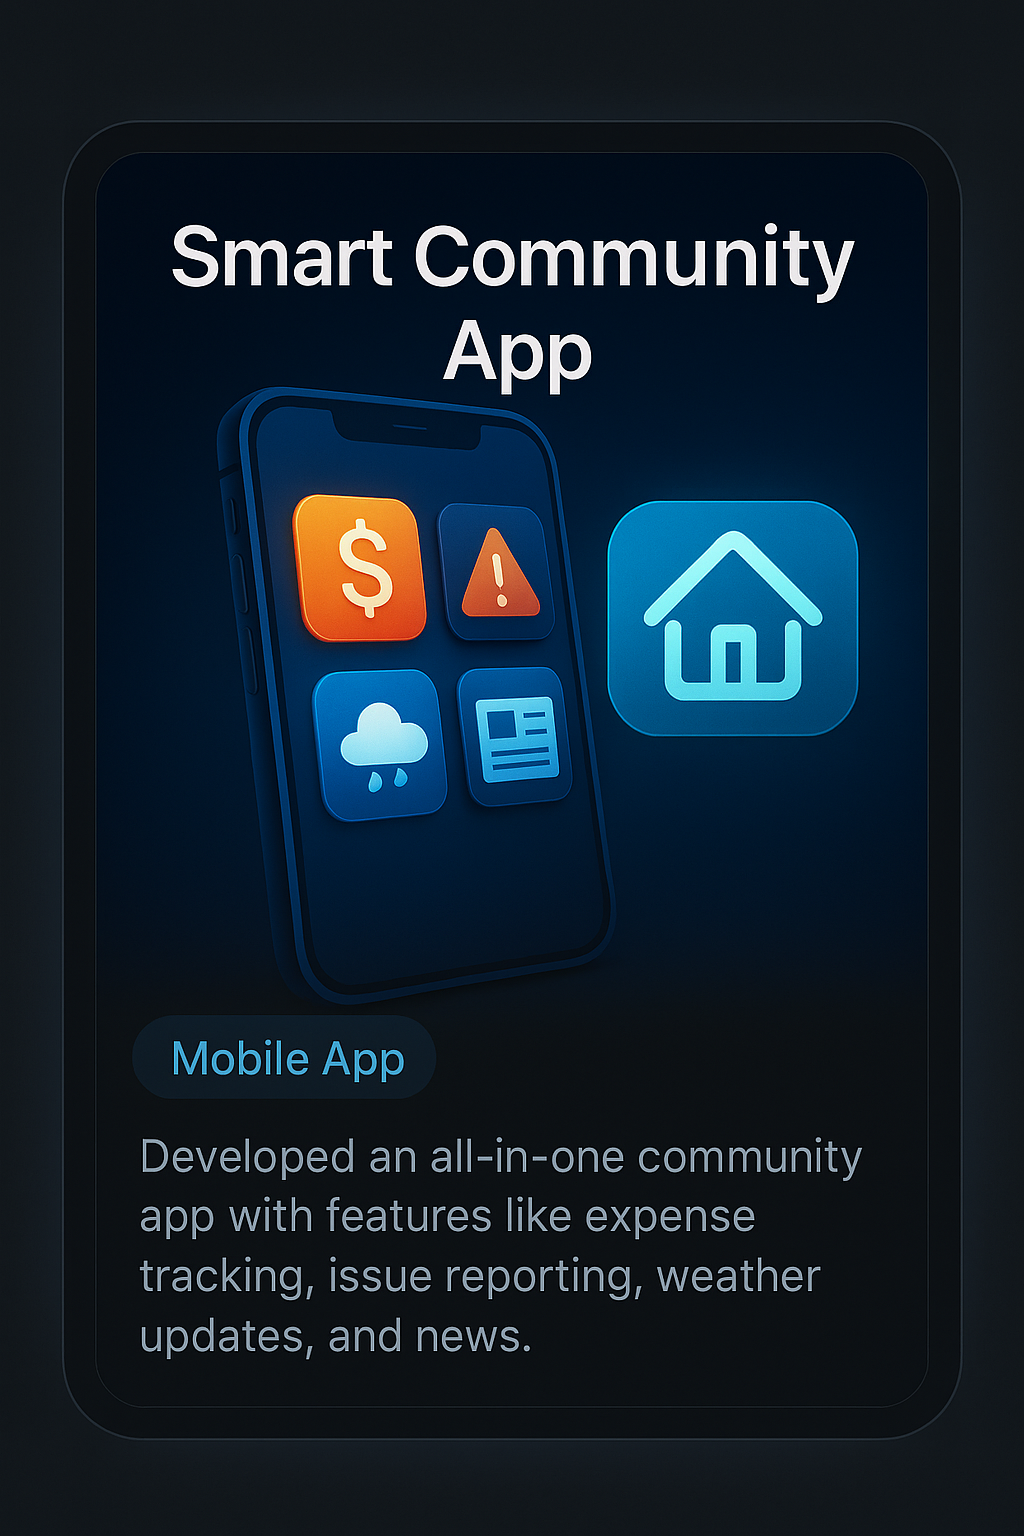 Smart Community
App
$
!
Mobile App
Developed an all-in-one community
app with features like expense
tracking, issue reporting, weather
updates, and news.